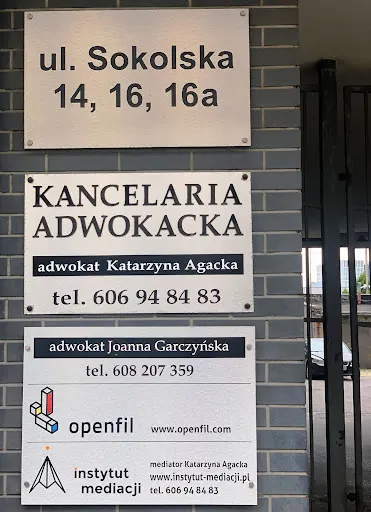 ul. Sokolska
14, 16, 16a
KANCELARIA
ADWOKACKA
adwokat Katarzyna Agacka
tel. 606 94 84 83
adwokat Joanna Garczyńska
tel. 608 207 359
openfil www.openfil.com
instytut
mediacji
mediator Katarzyna Agacka
www.instytut-mediacji.pl
tel. 606 94 84 83